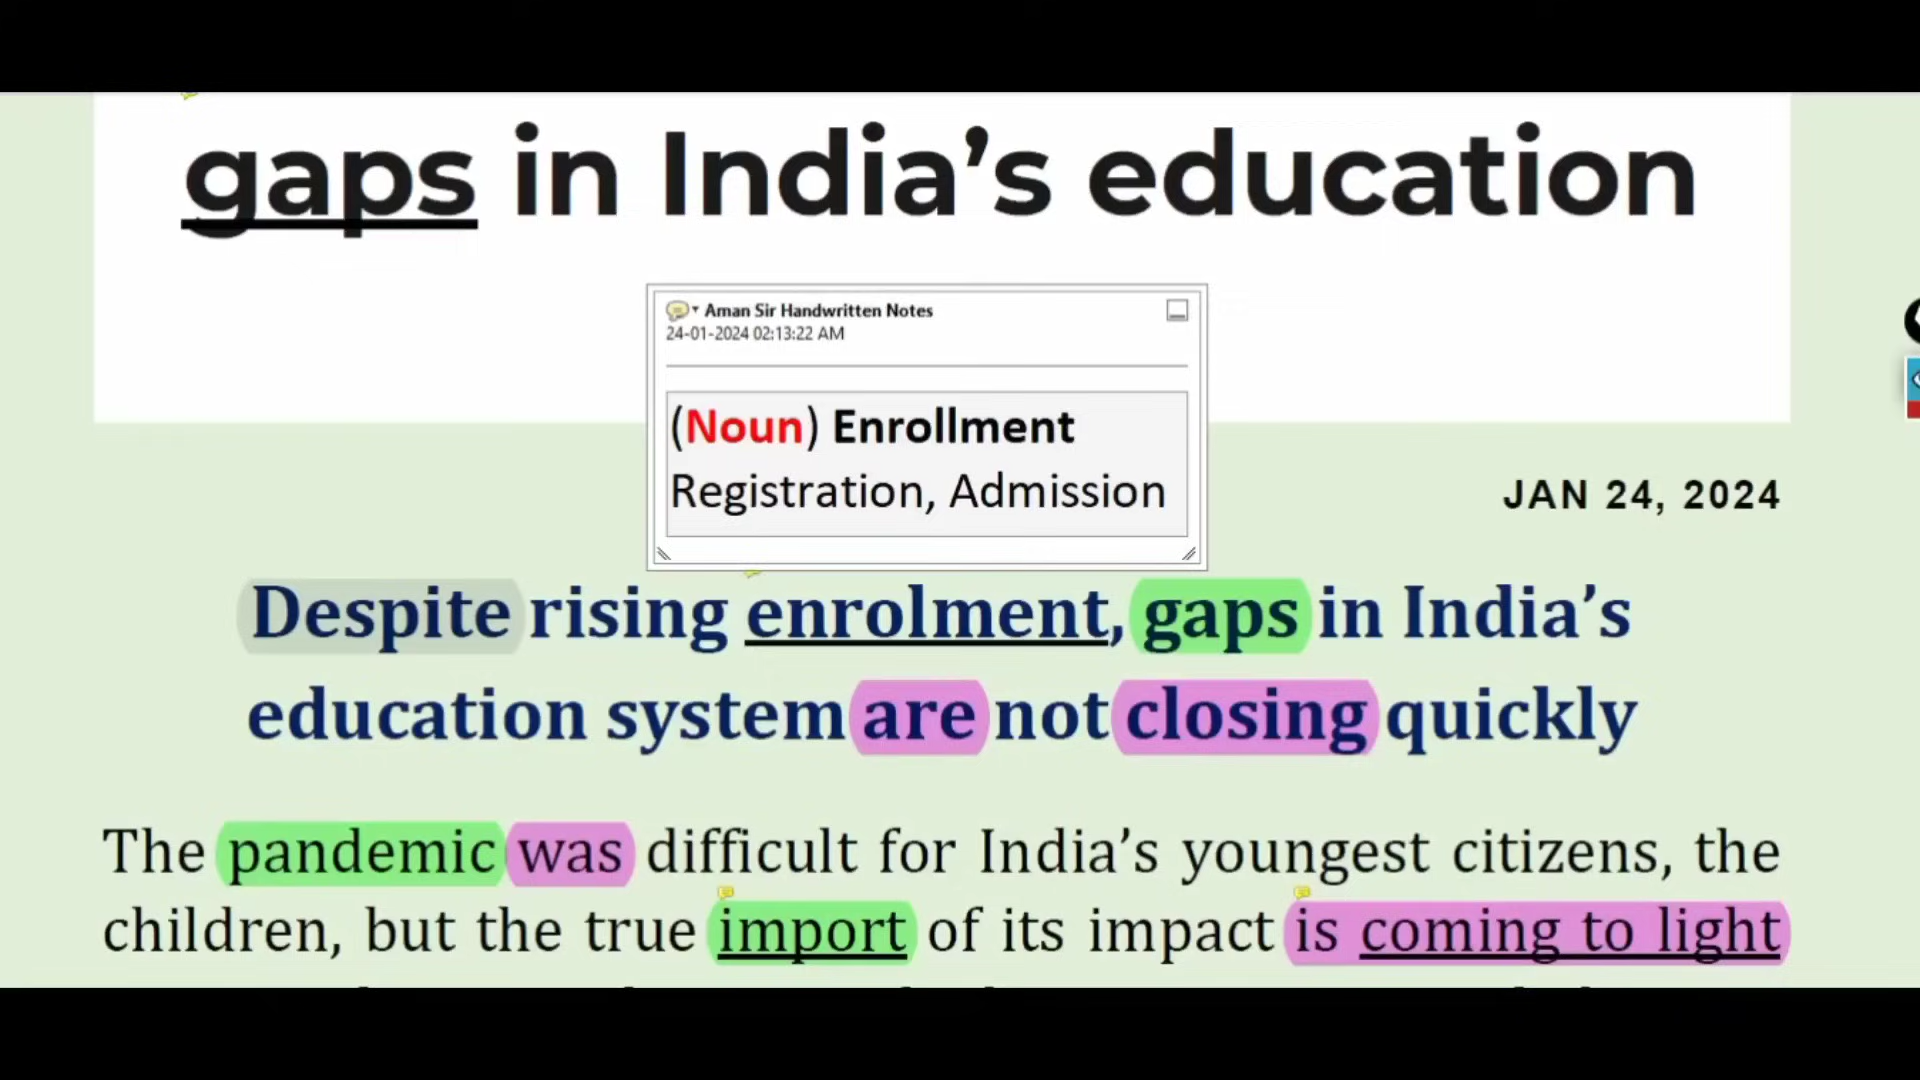 gaps in India’s education
Aman Sir Handwritten Notes
24-01-2024 02:13:22 AM
(Noun) Enrollment
Registration, Admission
JAN 24, 2024
Despite rising enrolment, gaps in India’s
education system are not closing quickly
The pandemic was difficult for India’s youngest citizens, the
children, but the true import of its impact is coming to light